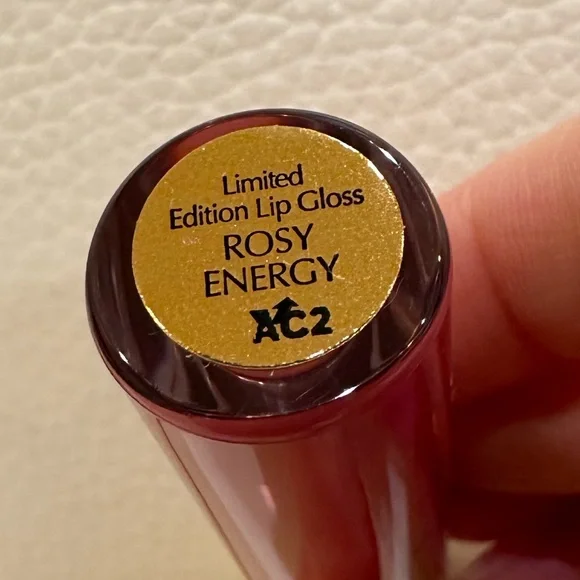 Limited
Edition Lip Gloss
ROSY
ENERGY
AC2